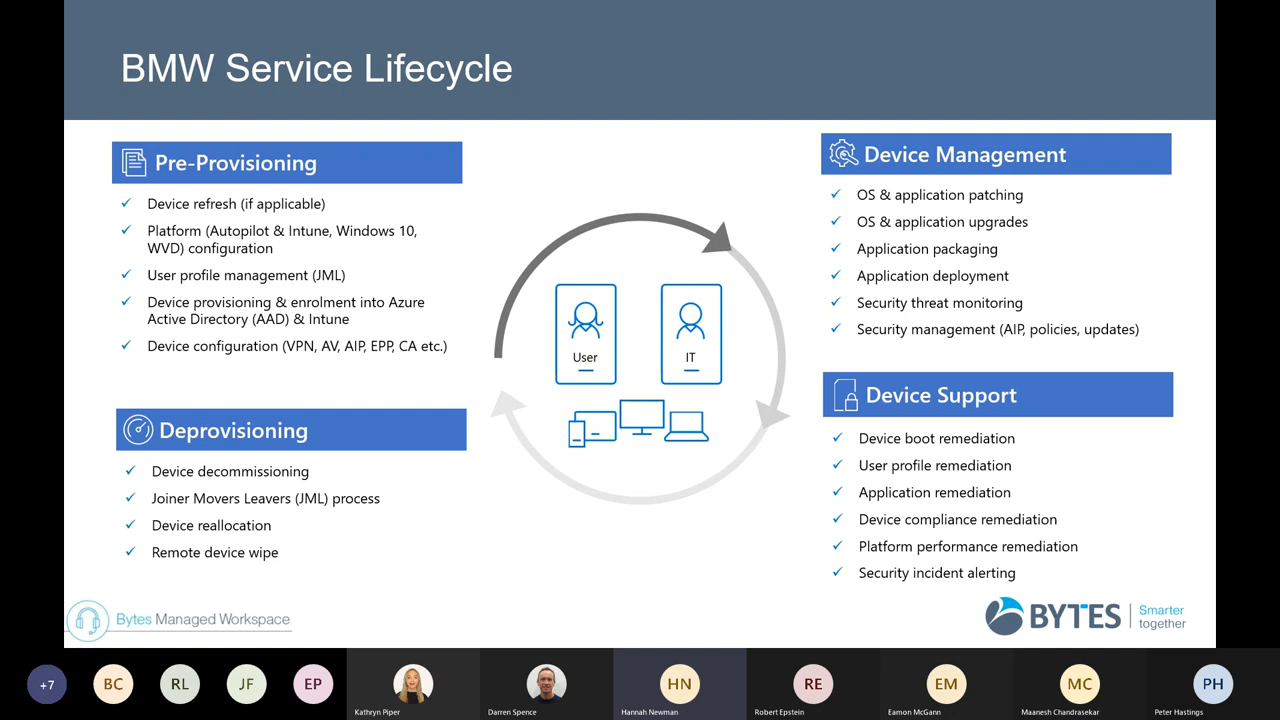 BMW Service Lifecycle
Pre-Provisioning
Device refresh (if applicable)
Platform (Autopilot & Intune, Windows 10,
WVD) configuration
User profile management (JML)
Device provisioning & enrolment into Azure
Active Directory (AAD) & Intune
Device configuration (VPN, AV, AIP, EPP, CA etc.)
Deprovisioning
Device decommissioning
Joiner Movers Leavers (JML) process
Device reallocation
Remote device wipe
User
IT
Device Management
OS & application patching
OS & application upgrades
Application packaging
Application deployment
Security threat monitoring
Security management (AIP, policies, updates)
Device Support
Device boot remediation
User profile remediation
Application remediation
Device compliance remediation
Platform performance remediation
Security incident alerting
Bytes Managed Workspace
BYTES
Smarter
together
+7
BC
RL
JF
EP
Kathryn Piper
Darren Spence
HN
Hannah Newman
RE
Robert Epstein
EM
Eamon McGann
MC
Maanesh Chandrasekar
PH
Peter Hastings